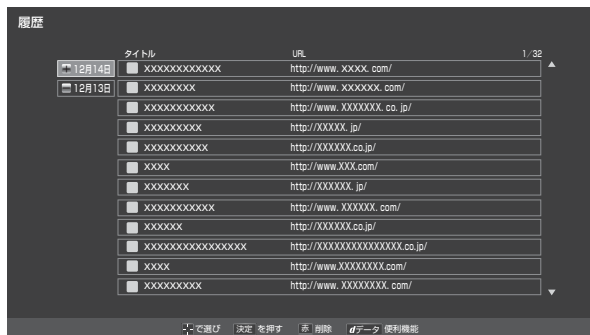 履歴
タイトル URL 1/32
12月14日 XXXXXXXXXXXX http://www. XXXX. com/
12月13日 XXXXXXXX http://www. XXXXXX. com/
XXXXXXXXXXX http://www. XXXXXXX. co. jp/
XXXXXXXXX http://XXXXX. jp/
XXXXXXXXXX http://XXXXXX.co.jp/
XXXX http://www.XXX.com/
XXXXXXX http://XXXXXX. jp/
XXXXXXXXXXX http://www. XXXXXX. com/
XXXXXX http://XXXXXX.co.jp/
XXXXXXXXXXXXXXXX http://XXXXXXXXXXXXXX.co.jp/
XXXX http://www.XXXXXXXX.com/
XXXXXXXXX http://www. XXXXXX. com/
で選び 決定 を押す 赤 削除 dデータ 便利機能